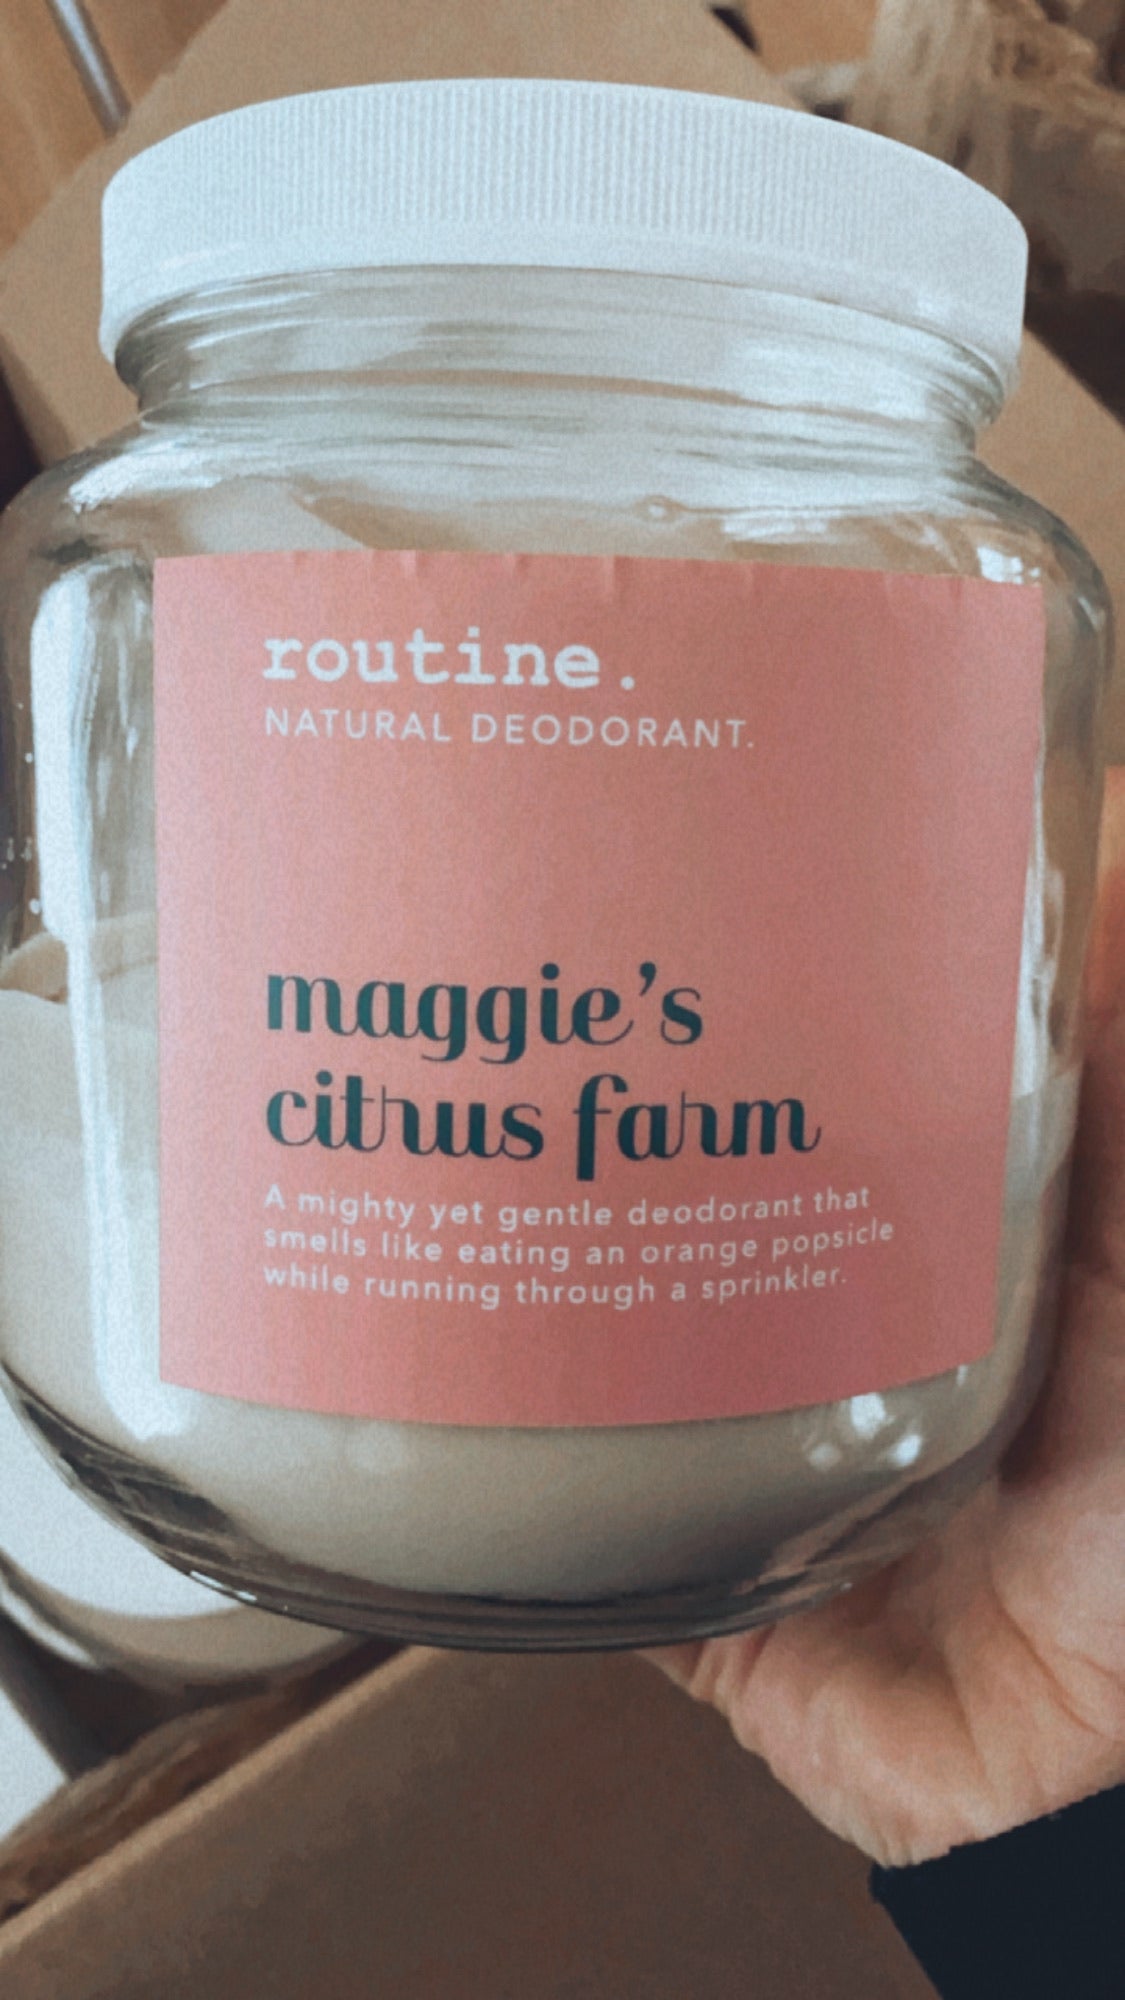 routine.
NATURAL DEODORANT.
maggie's
citrus farm
A mighty yet gentle deodorant that
smells like eating an orange popsicle
while running through a sprinkler.